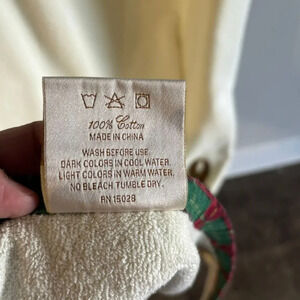 100% Cotton
MADE IN CHINA
WASH BEFORE USE.
DARK COLORS IN COOL WATER.
LIGHT COLORS IN WARM WATER.
NO BLEACH TUMBLE DRY.
RN 15028